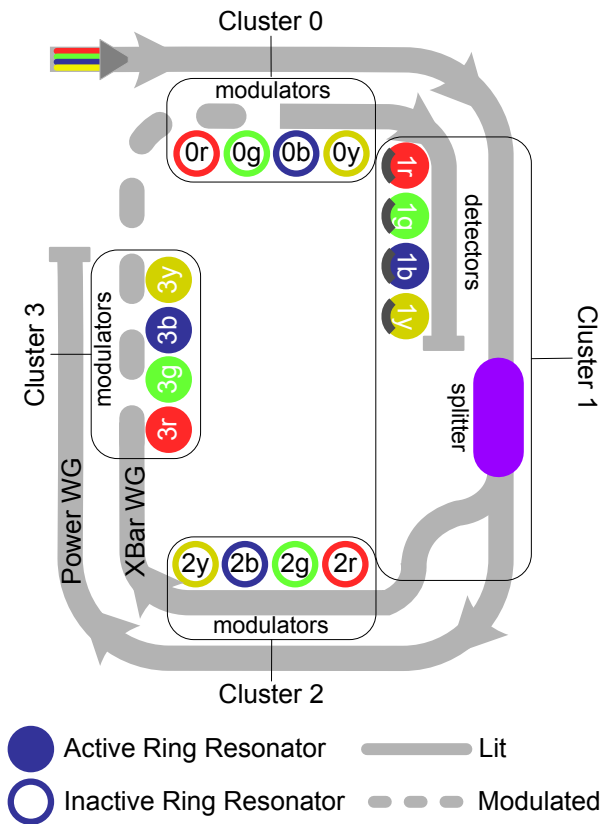 Cluster 0
modulators
0r 0g 0b 0y
1r
1g
1b
1y
detectors
Cluster 1
splitter
3y
3b
3g
3r
modulators
Cluster 3
Power WG
XBar WG
2y 2b 2g 2r
modulators
Cluster 2
Active Ring Resonator
Lit
Inactive Ring Resonator
Modulated